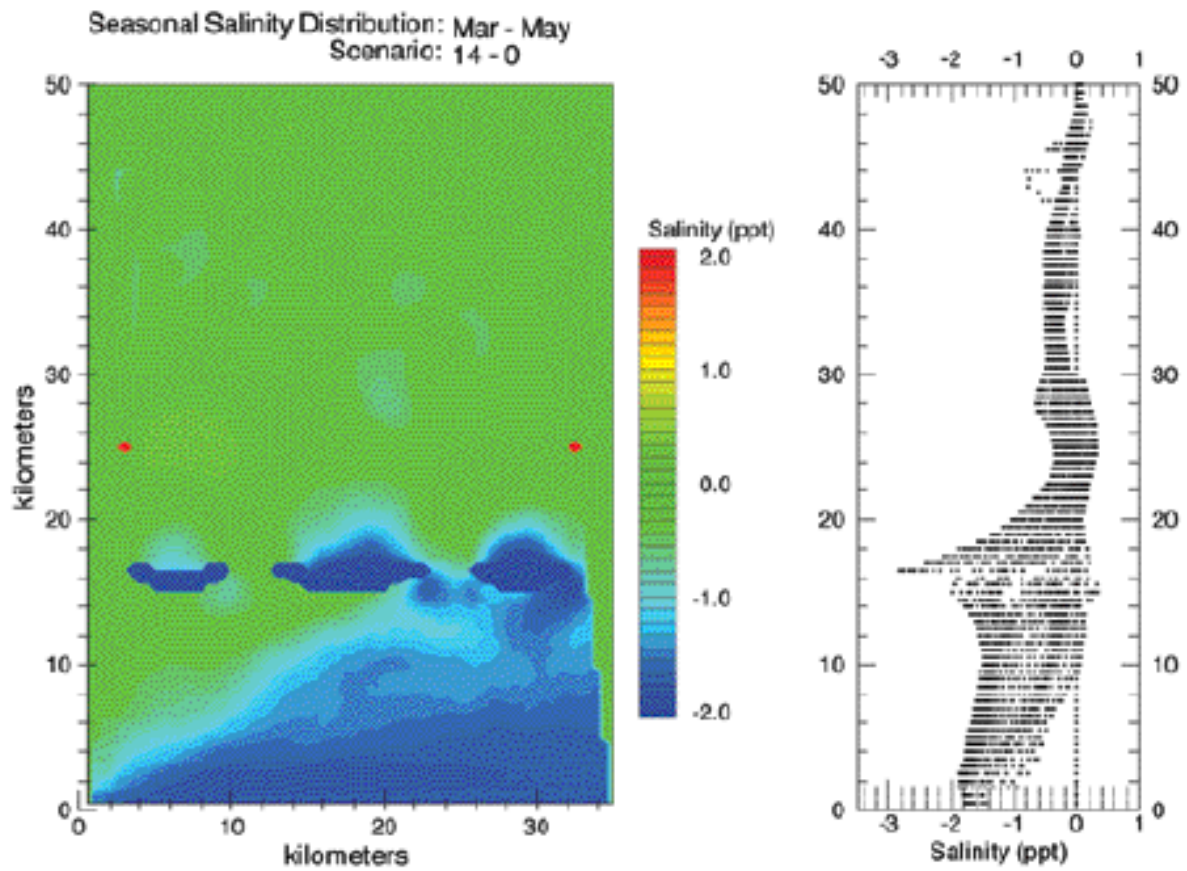 Seasonal Salinity Distribution: Mar - May
Scenario: 14 - 0
50
40
30
20
10
0
kilometers
0 10 20 30
kilometers
Salinity (ppt)
2.0
1.0
0.0
-1.0
-2.0
-3 -2 -1 0 1
50 50
40 40
30 30
20 20
10 10
0 0
-3 -2 -1 0 1
Salinity (ppt)